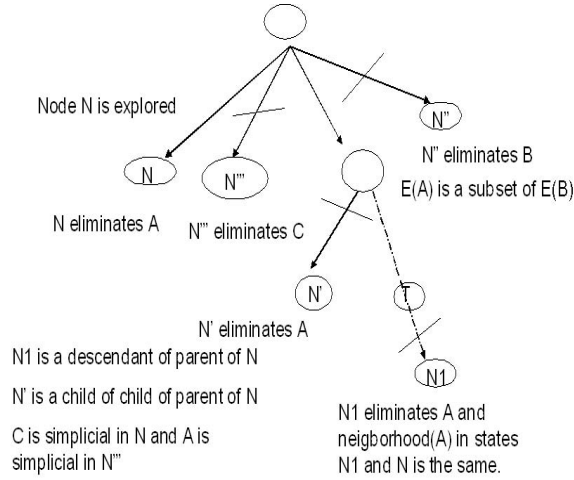 Node N is explored
N
N'''
N''
N'' eliminates B
E(A) is a subset of E(B)
N eliminates A
N''' eliminates C
N'
T
N' eliminates A
N1 is a descendant of parent of N
N1
N' is a child of child of parent of N
N1 eliminates A and
neigborhood(A) in states
N1 and N is the same.
C is simplicial in N and A is
simplicial in N'''